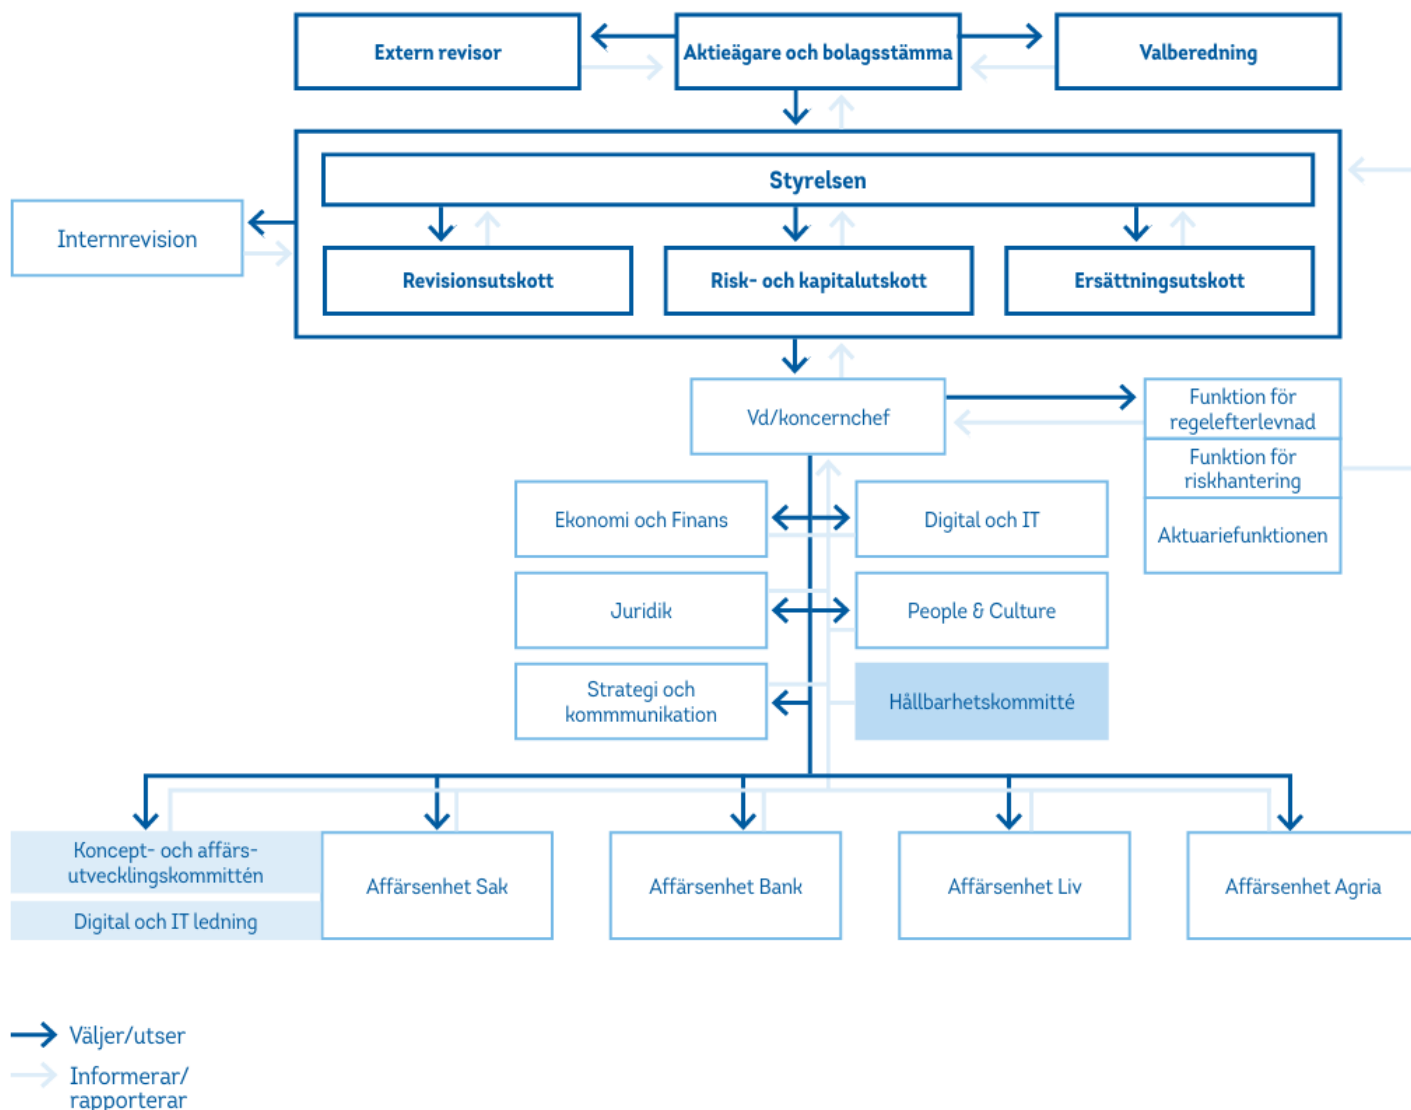 Extern revisor
Aktieägare och bolagsstämma
Valberedning
Styrelsen
Internrevision
Revisionsutskott
Risk- och kapitalutskott
Ersättningsutskott
Vd/koncernchef
Funktion för
regelefterlevnad
Funktion för
riskhantering
Aktuariefunktionen
Ekonomi och Finans
Digital och IT
Juridik
People & Culture
Strategi och
kommmunikation
Hållbarhetskommitté
Koncept- och affärs-
utvecklingskommittén
Digital och IT ledning
Affärsenhet Sak
Affärsenhet Bank
Affärsenhet Liv
Affärsenhet Agria
Väljer/utser
Informerar/
rapporterar